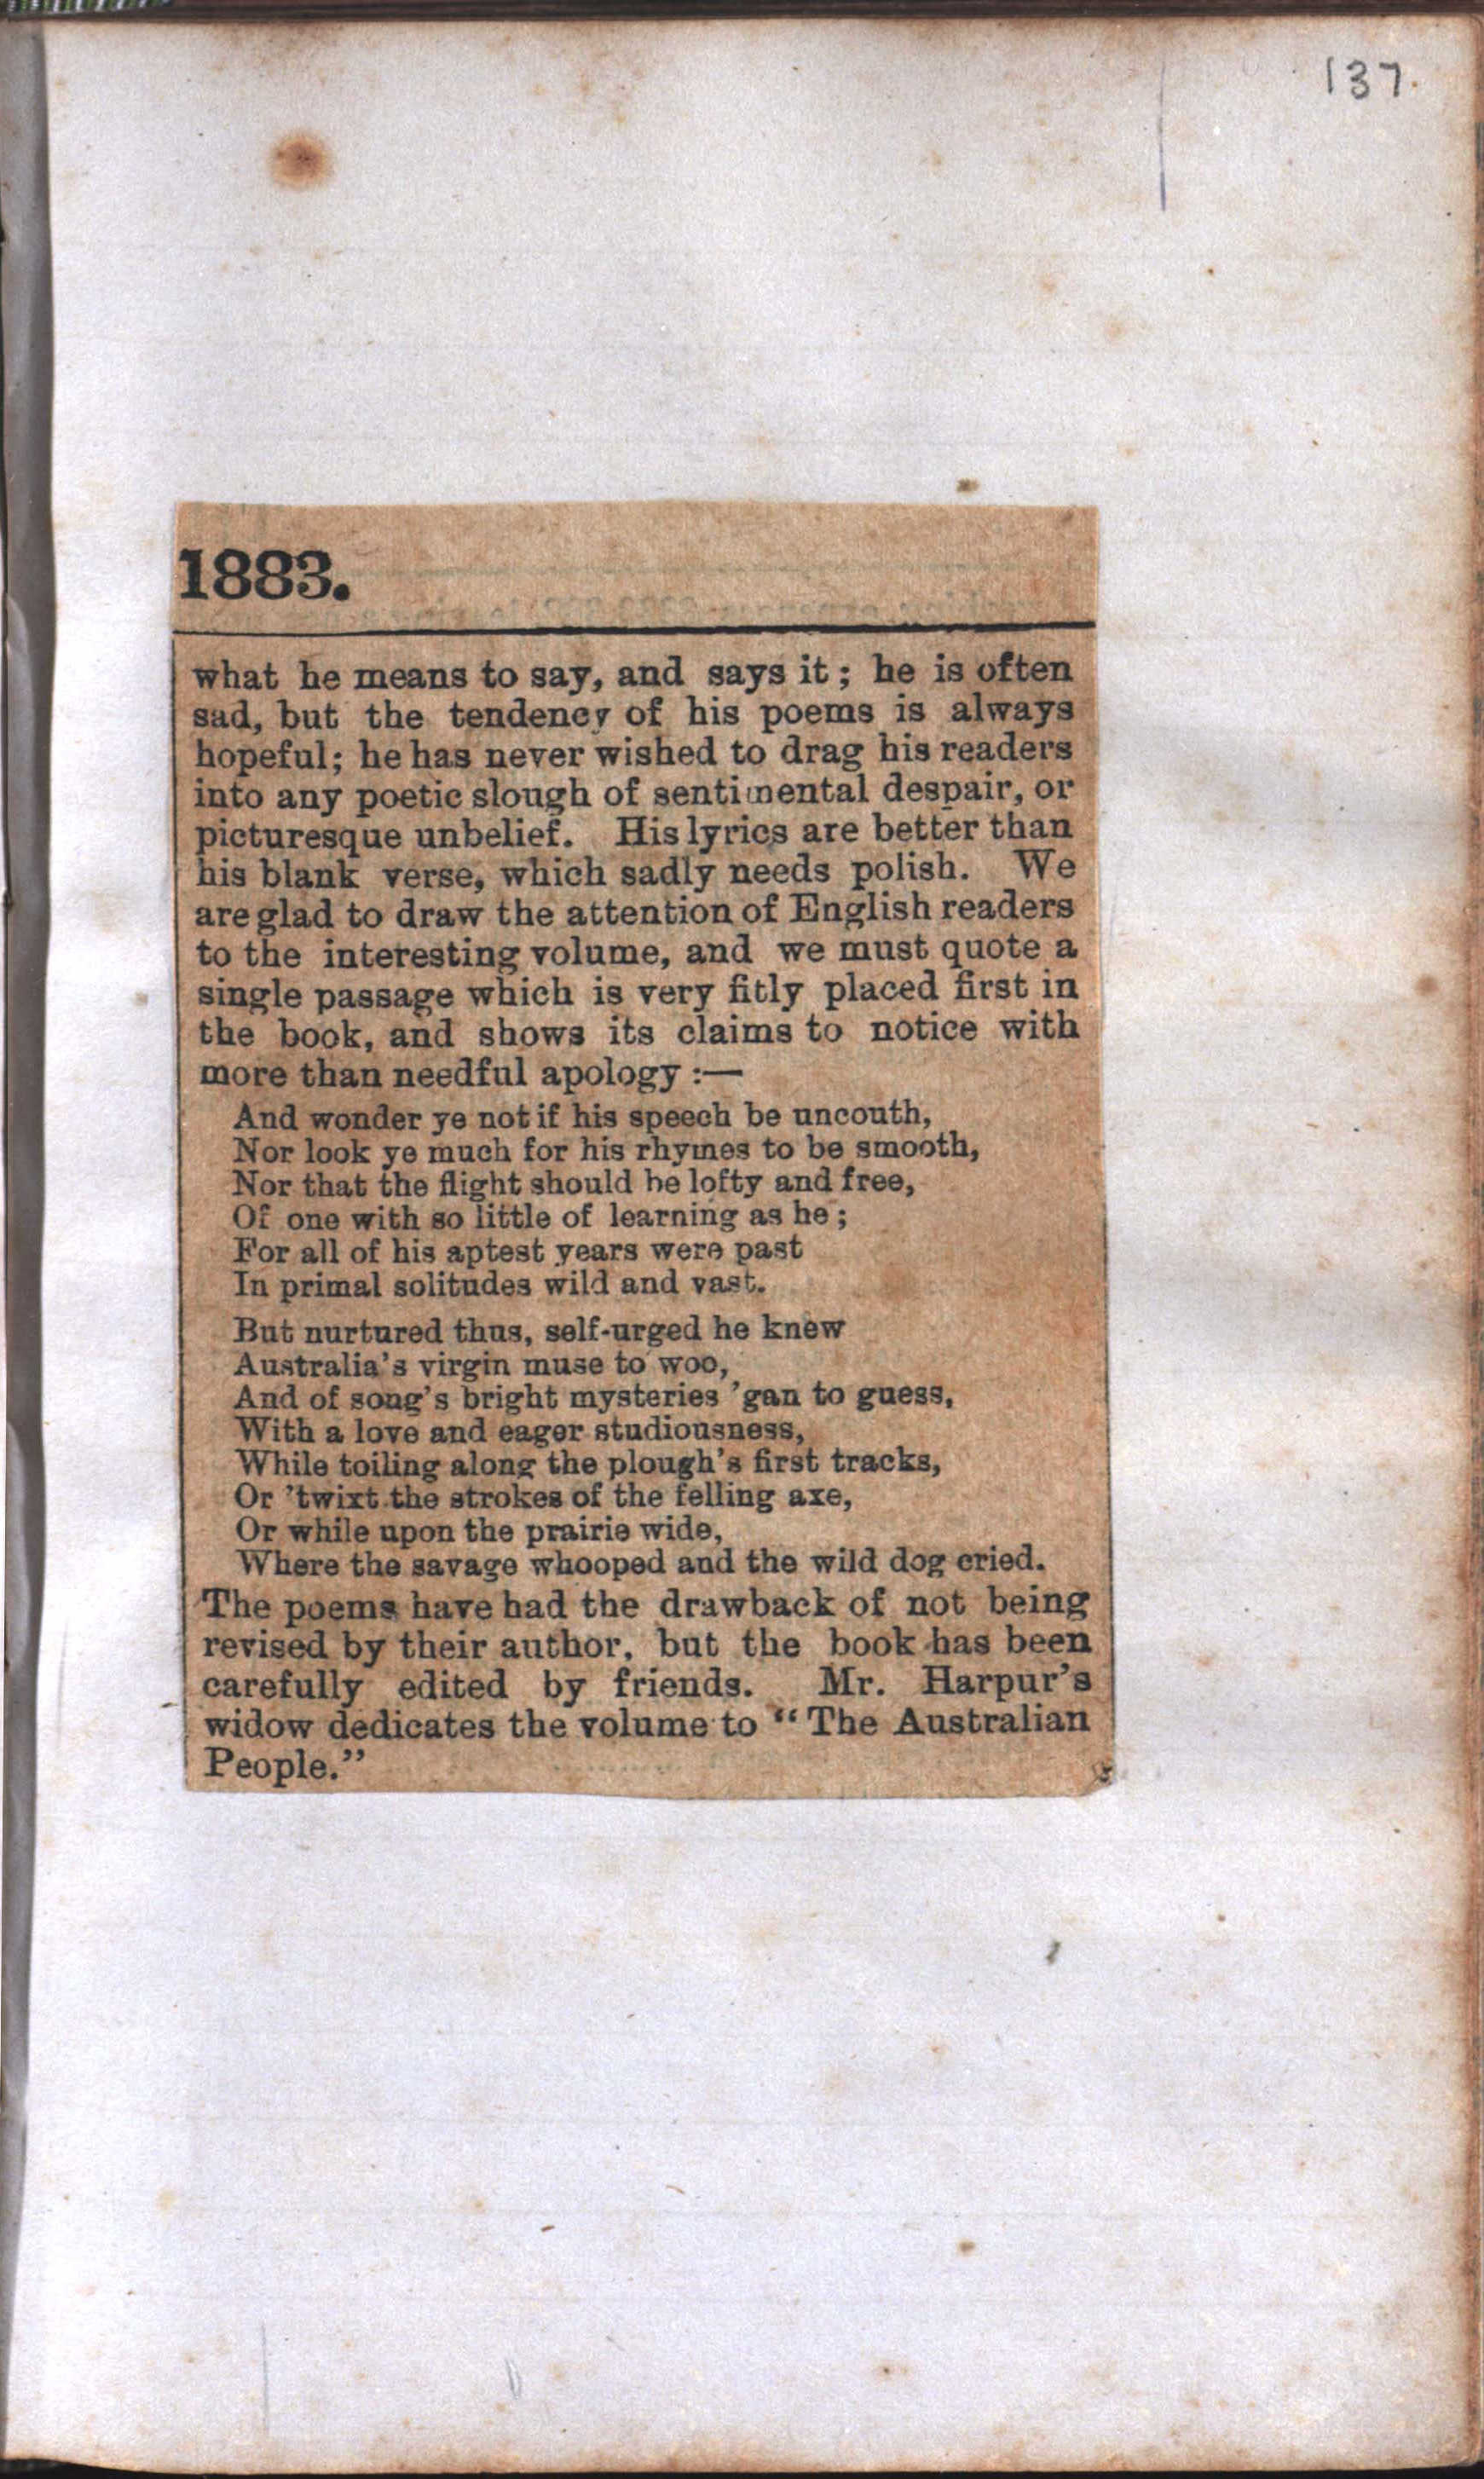 137.
1883.
what he means to say, and says it; he is often
sad, but the tendency of his poems is always
hopeful; he has never wished to drag his readers
into any poetic slough of sentimental despair, or
picturesque unbelief. His lyrics are better than
his blank verse, which sadly needs polish. We
are glad to draw the attention of English readers
to the interesting volume, and we must quote a
single passage which is very fitly placed first in
the book, and shows its claims to notice with
more than needful apology :—
And wonder ye not if his speech be uncouth,
Nor look ye much for his rhymes to be smooth,
Nor that the flight should be lofty and free,
Of one with so little of learning as he;
For all of his aptest years were past
In primal solitudes wild and vast.
But nurtured thus, self-urged he knew
Australia's virgin muse to woo,
And of song's bright mysteries 'gan to guess,
With a love and eager studiousness,
While toiling along the plough's first tracks,
Or 'twixt the strokes of the felling axe,
Or while upon the prairie wide,
Where the savage whooped and the wild dog cried.
The poems have had the drawback of not being
revised by their author, but the book has been
carefully edited by friends. Mr. Harpur's
widow dedicates the volume to "The Australian
People."